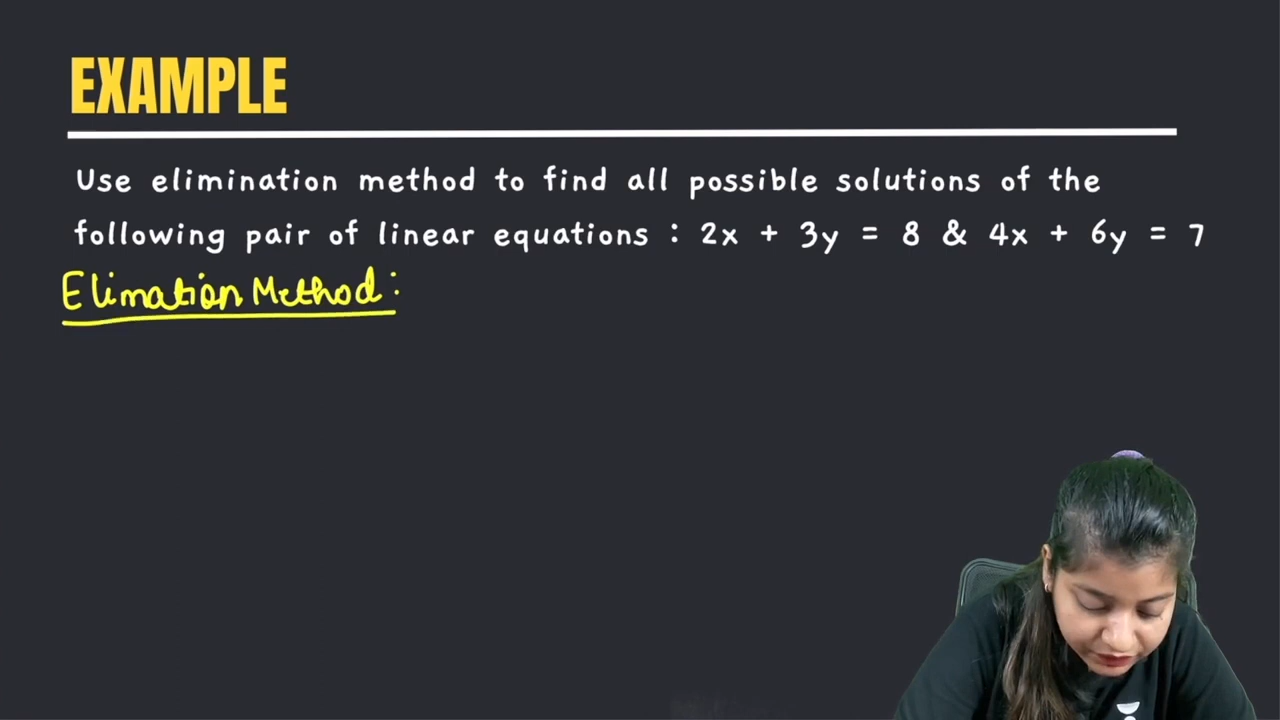 EXAMPLE
Use elimination method to find all possible solutions of the
following pair of linear equations : 2x + 3y = 8 & 4x + 6y = 7
Elimation Method: